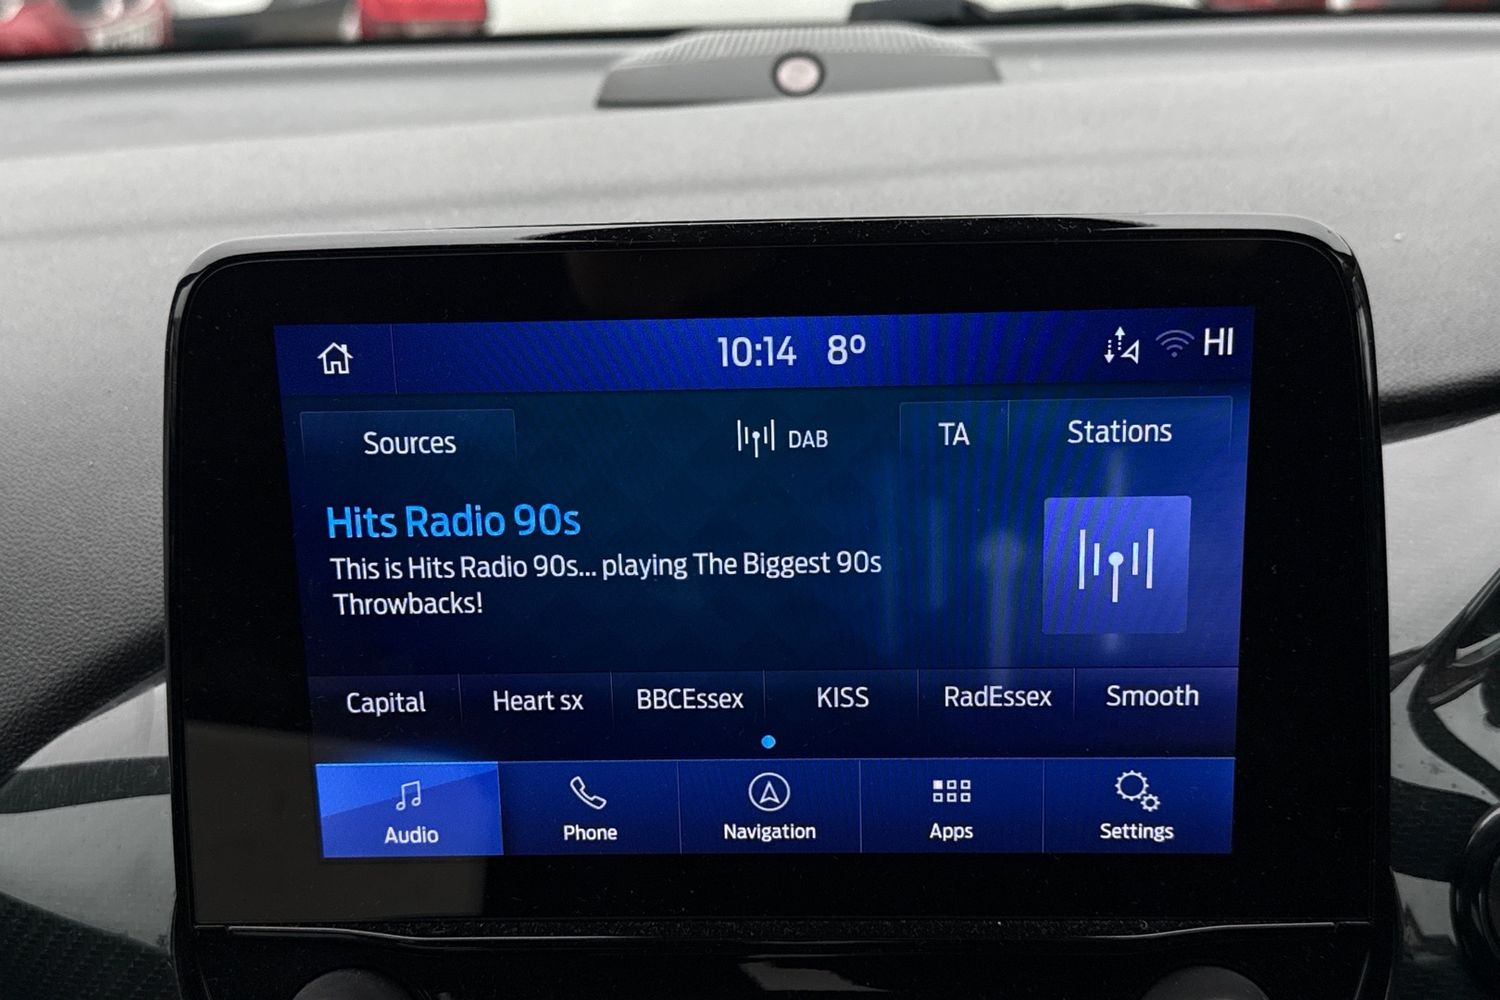 10:14 8° HI
Sources DAB TA Stations
Hits Radio 90s
This is Hits Radio 90s... playing The Biggest 90s
Throwbacks!
Capital Heart sx BBCEssex KISS RadEssex Smooth
Audio Phone Navigation Apps Settings